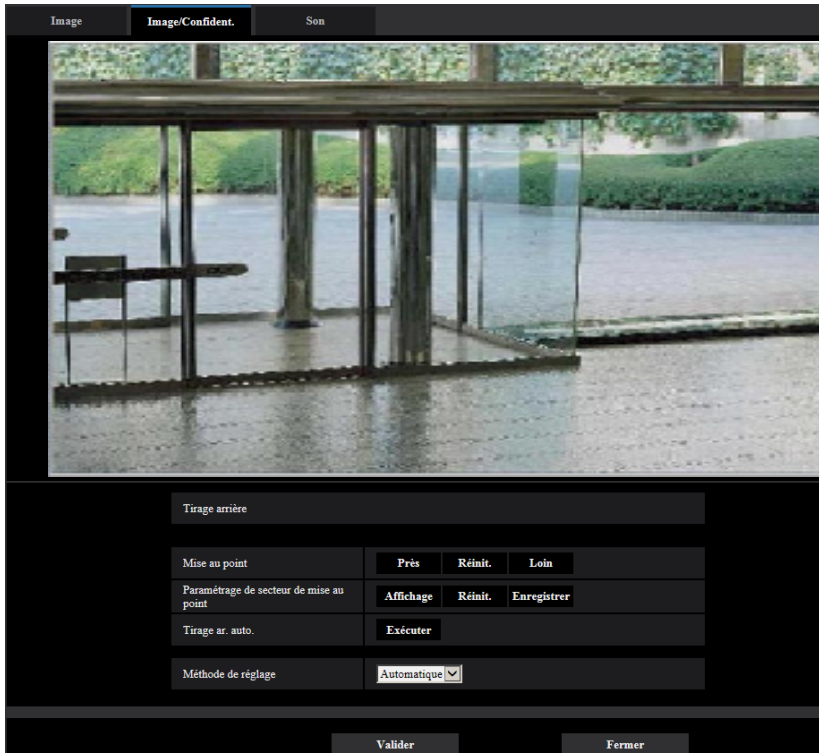 Image Image/Confident. Son
Tirage arrière
Mise au point Près Réinit. Loin
Paramétrage de secteur de mise au
point Affichage Réinit. Enregistrer
Tirage ar. auto. Exécuter
Méthode de réglage Automatique
Valider Fermer